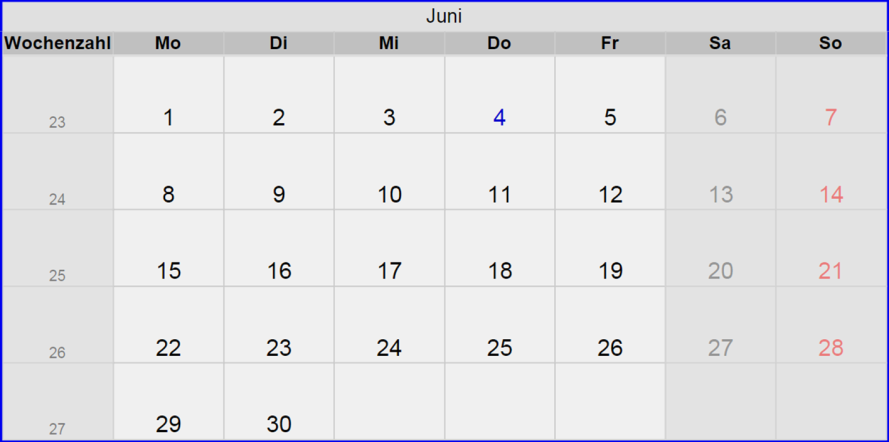 Juni
Wochenzahl Mo Di Mi Do Fr Sa So
23 1 2 3 4 5 6 7
24 8 9 10 11 12 13 14
25 15 16 17 18 19 20 21
26 22 23 24 25 26 27 28
27 29 30